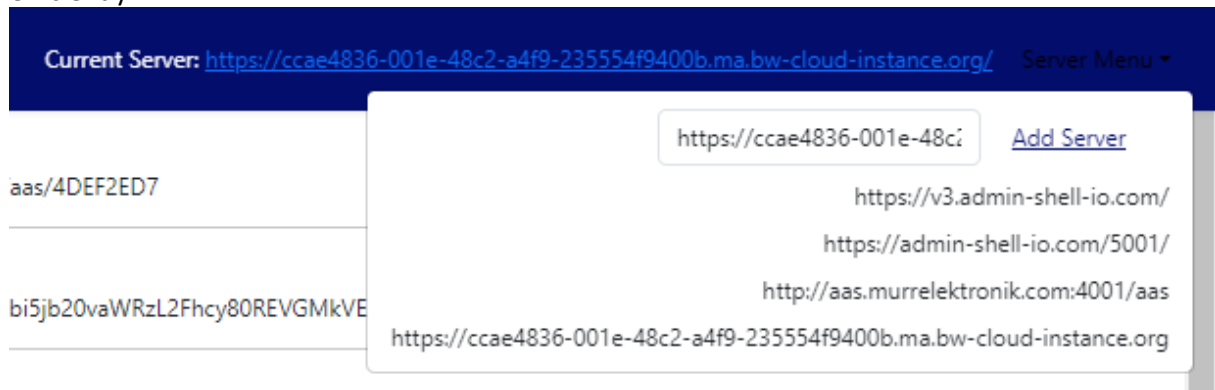 Current Server: https://ccae4836-001e-48c2-a4f9-235554f9400b.ma.bw-cloud-instance.org/ Server Menu
https://ccae4836-001e-48c2 Add Server
aas/4DEF2ED7
https://v3.admin-shell-io.com/
https://admin-shell-io.com/5001/
http://aas.murrelektronik.com:4001/aas
bi5jb20vaWRzL2Fhcy80REVGMkVE
https://ccae4836-001e-48c2-a4f9-235554f9400b.ma.bw-cloud-instance.org